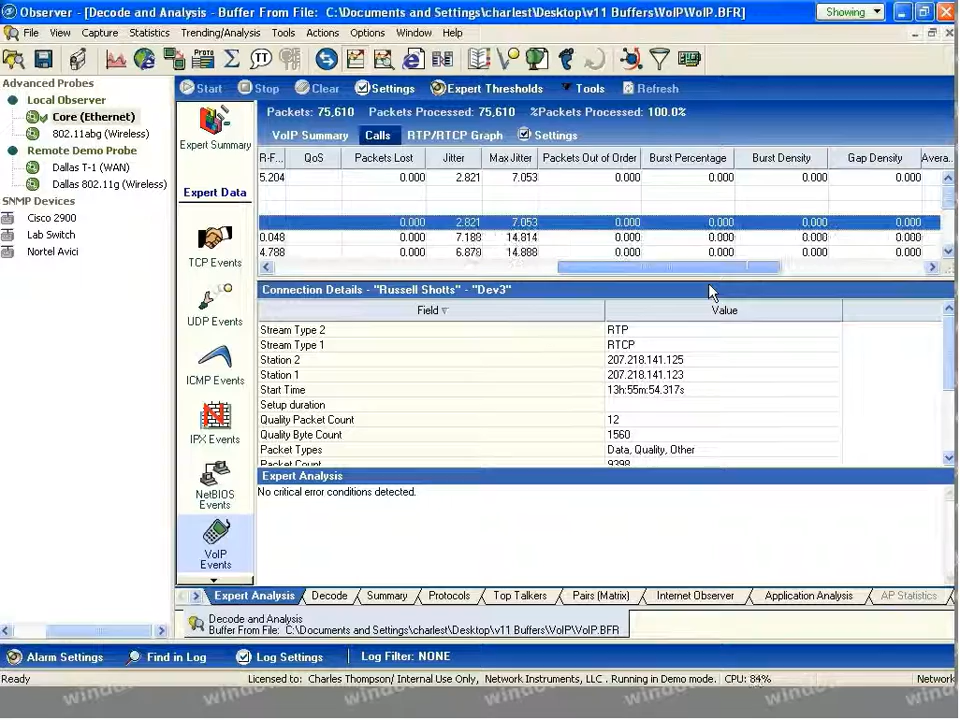 Observer - [Decode and Analysis - Buffer From File: C:\Documents and Settings\charlest\Desktop\v11 Buffers\VoIP\VoIP.BFR]
Showing
File View Capture Statistics Trending/Analysis Tools Actions Options Window Help
Advanced Probes
Local Observer
Core (Ethernet)
802.11abg (Wireless)
Remote Demo Probe
Dallas T-1 (WAN)
Dallas 802.11g (Wireless)
SNMP Devices
Cisco 2900
Lab Switch
Nortel Avici
Start Stop Clear Settings Expert Thresholds Tools Refresh
Expert Summary
Expert Data
TCP Events
UDP Events
ICMP Events
IPX Events
NetBIOS Events
VoIP Events
Packets: 75,610 Packets Processed: 75,610 %Packets Processed: 100.0%
VoIP Summary Calls RTP/RTCP Graph Settings
R-F... QoS Packets Lost Jitter Max Jitter Packets Out of Order Burst Percentage Burst Density Gap Density Avera..
5.204 0.000 2.821 7.053 0.000 0.000 0.000 0.000
0.000 2.821 7.053 0.000 0.000 0.000 0.000
0.048 0.000 7.188 14.814 0.000 0.000 0.000 0.000
4.788 0.000 6.878 14.888 0.000 0.000 0.000 0.000
Connection Details - "Russell Shotts" - "Dev3"
Field Value
Stream Type 2 RTP
Stream Type 1 RTCP
Station 2 207.218.141.125
Station 1 207.218.141.123
Start Time 13h:55m:54.317s
Setup duration
Quality Packet Count 12
Quality Byte Count 1560
Packet Types Data, Quality, Other
Packet Count 9398
Expert Analysis
No critical error conditions detected.
Expert Analysis Decode Summary Protocols Top Talkers Pairs (Matrix) Internet Observer Application Analysis AP Statistics
Decode and Analysis
Buffer From File: C:\Documents and Settings\charlest\Desktop\v11 Buffers\VoIP\VoIP.BFR
Alarm Settings Find in Log Log Settings Log Filter: NONE
Ready Licensed to: Charles Thompson/ Internal Use Only, Network Instruments, LLC . Running in Demo mode. CPU: 84% Network